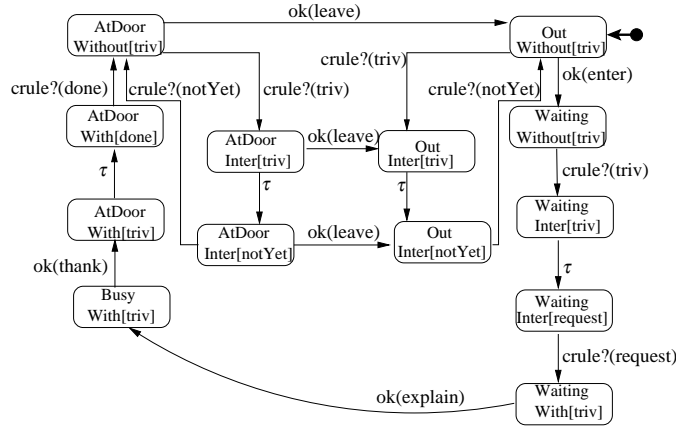 ok(leave)
AtDoor
Without[triv]
Out
Without[triv]
crule?(done)
crule?(notYet)
crule?(triv)
crule?(triv)
crule?(notYet)
ok(enter)
AtDoor
With[done]
AtDoor
Inter[triv]
ok(leave)
Out
Inter[triv]
Waiting
Without[triv]
τ
τ
τ
crule?(triv)
AtDoor
With[triv]
AtDoor
Inter[notYet]
ok(leave)
Out
Inter[notYet]
Waiting
Inter[triv]
ok(thank)
τ
Busy
With[triv]
Waiting
Inter[request]
crule?(request)
ok(explain)
Waiting
With[triv]